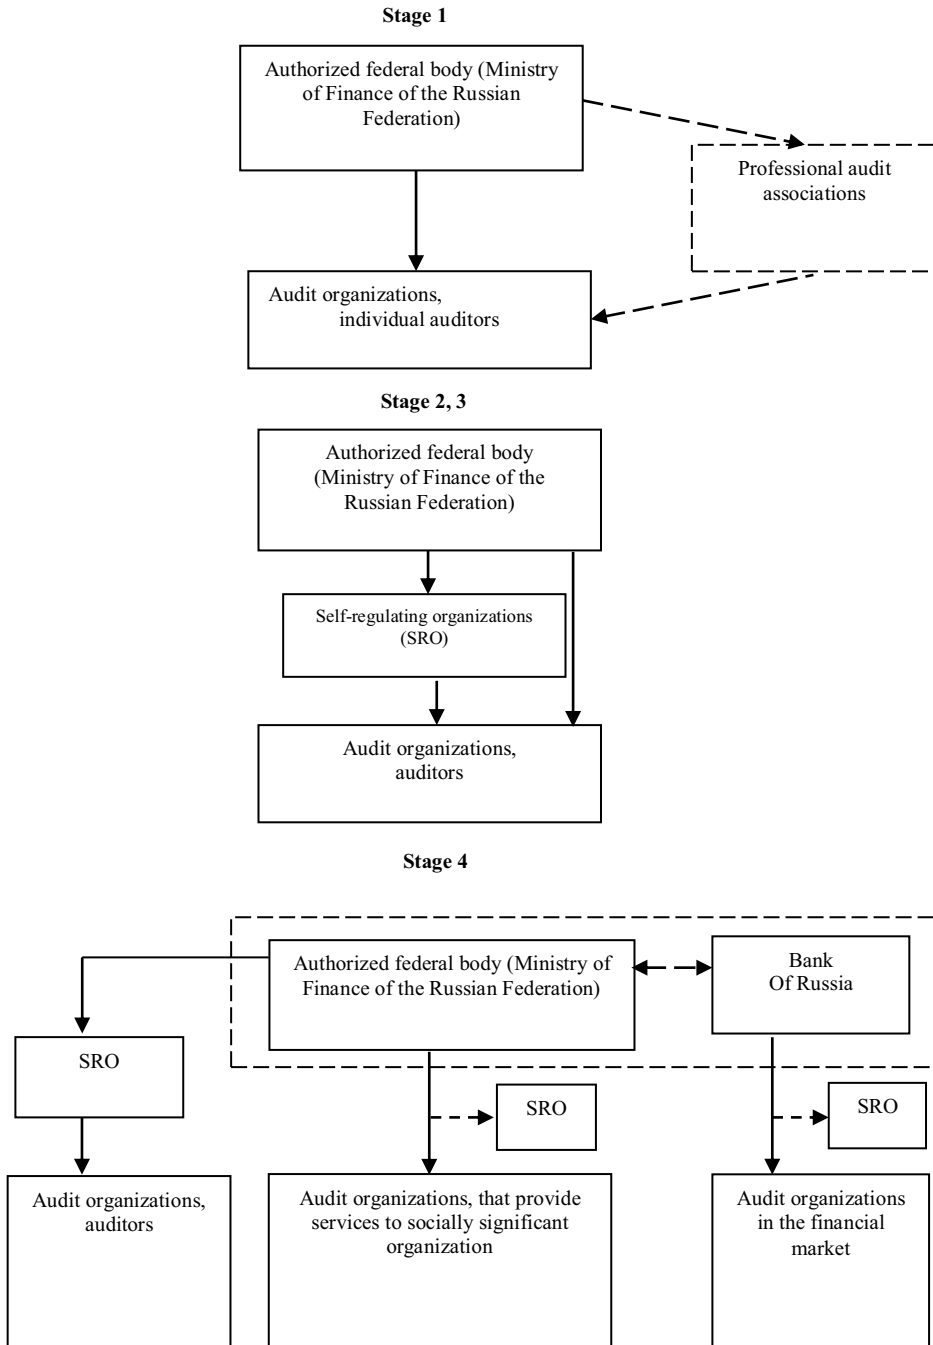 Stage 1
Authorized federal body (Ministry
of Finance of the Russian
Federation)
Professional audit
associations
Audit organizations,
individual auditors
Stage 2, 3
Authorized federal body
(Ministry of Finance of the
Russian Federation)
Self-regulating organizations
(SRO)
Audit organizations,
auditors
Stage 4
Authorized federal body (Ministry of
Finance of the Russian Federation)
Bank
Of Russia
SRO
SRO
SRO
Audit organizations,
auditors
Audit organizations, that provide
services to socially significant
organization
Audit organizations
in the financial
market